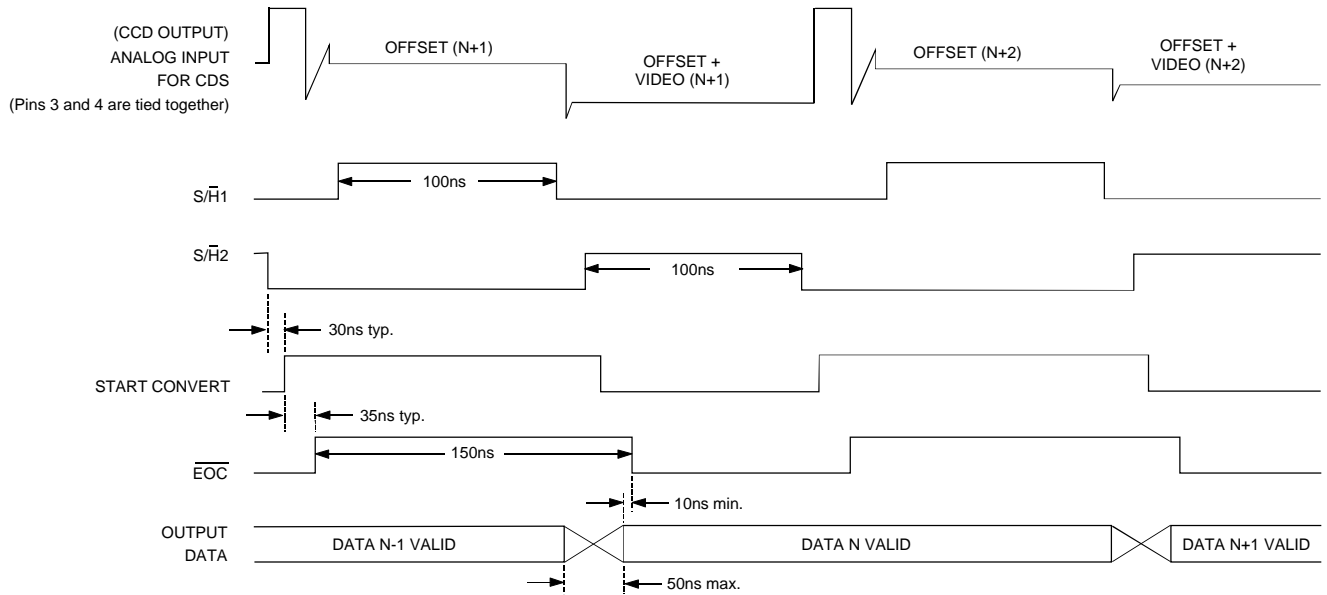 (CCD OUTPUT)
ANALOG INPUT
FOR CDS
(Pins 3 and 4 are tied together)
OFFSET (N+1)
OFFSET +
VIDEO (N+1)
OFFSET (N+2)
OFFSET +
VIDEO (N+2)
S/H̅1
100ns
S/H̅2
100ns
30ns typ.
START CONVERT
35ns typ.
E̅O̅C̅
150ns
10ns min.
OUTPUT
DATA
DATA N-1 VALID
DATA N VALID
DATA N+1 VALID
50ns max.